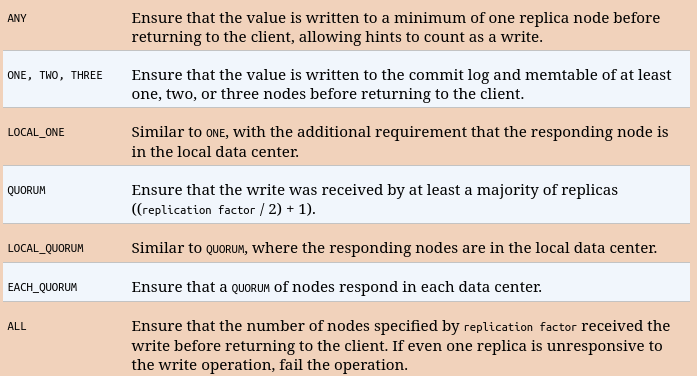 ANY Ensure that the value is written to a minimum of one replica node before
returning to the client, allowing hints to count as a write.
ONE, TWO, THREE Ensure that the value is written to the commit log and memtable of at least
one, two, or three nodes before returning to the client.
LOCAL_ONE Similar to ONE, with the additional requirement that the responding node is
in the local data center.
QUORUM Ensure that the write was received by at least a majority of replicas
((replication factor / 2) + 1).
LOCAL_QUORUM Similar to QUORUM, where the responding nodes are in the local data center.
EACH_QUORUM Ensure that a QUORUM of nodes respond in each data center.
ALL Ensure that the number of nodes specified by replication factor received the
write before returning to the client. If even one replica is unresponsive to
the write operation, fail the operation.